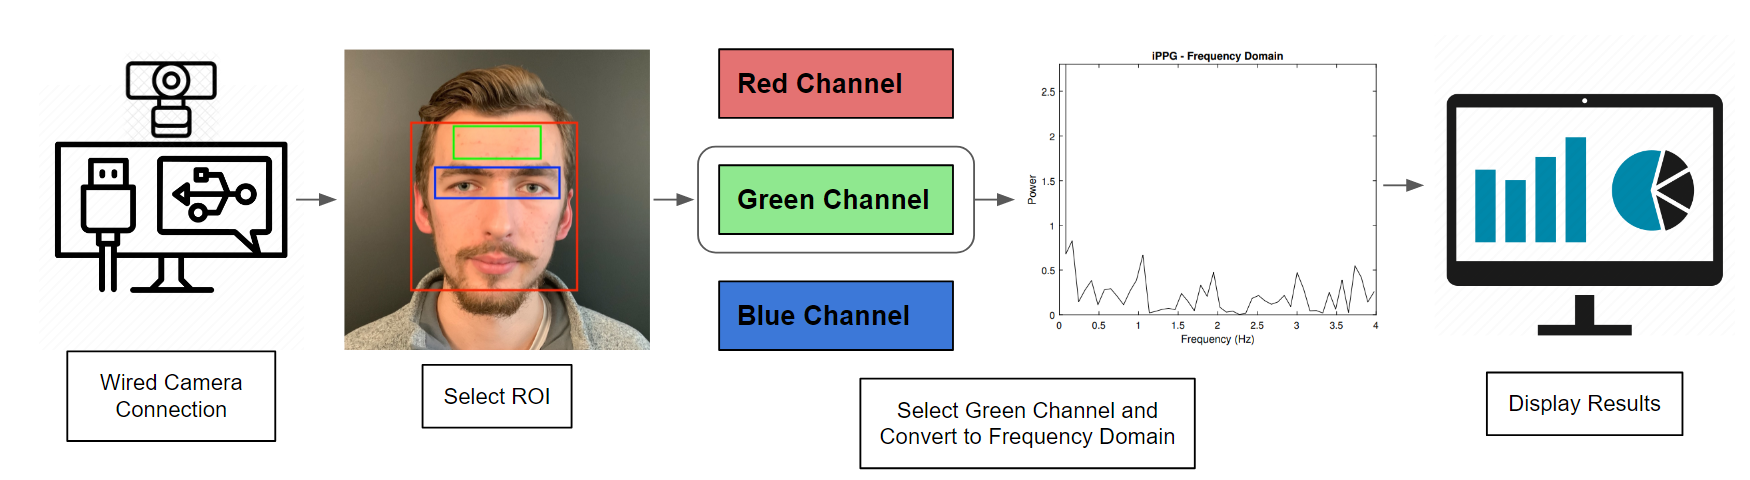 Wired Camera
Connection
Select ROI
Red Channel
Green Channel
Blue Channel
iPPG - Frequency Domain
Power
2.5
2
1.5
1
0.5
0
0 0.5 1 1.5 2 2.5 3 3.5 4
Frequency (Hz)
Select Green Channel and
Convert to Frequency Domain
Display Results